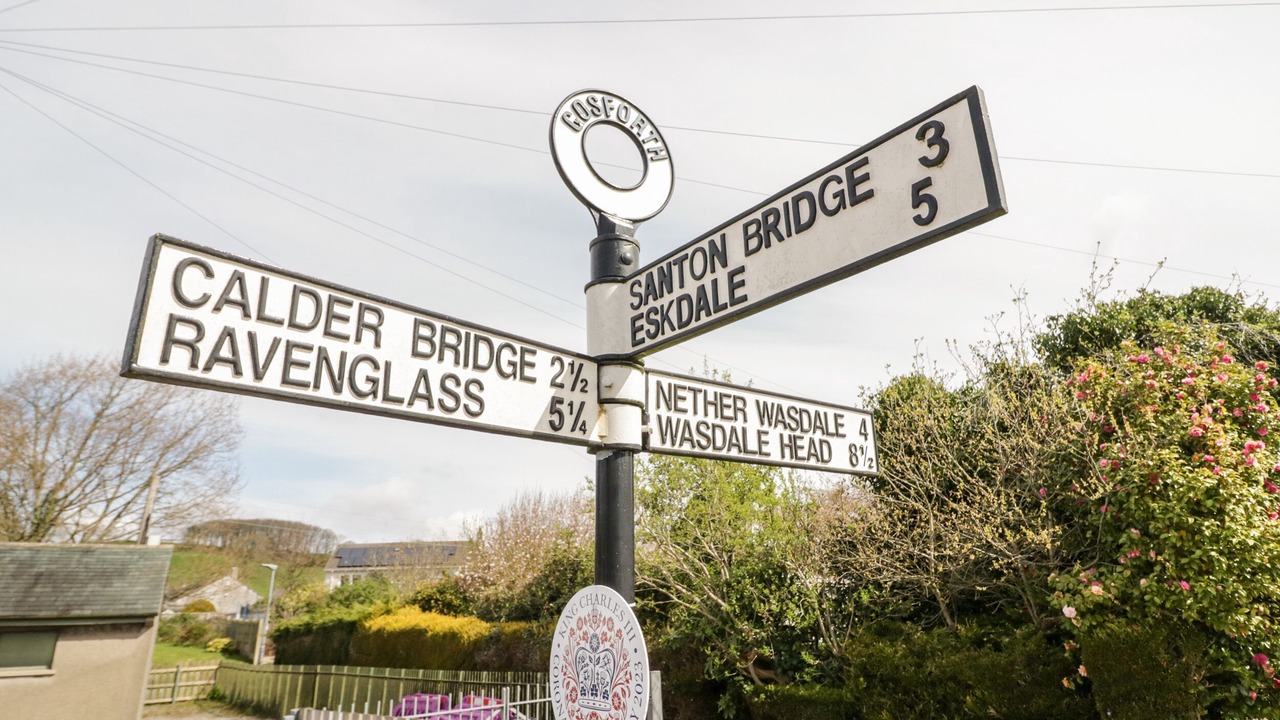 GOSFORTH
SANTON BRIDGE 3
ESKDALE 5
CALDER BRIDGE 2½
RAVENGLASS 5¼
NETHER WASDALE 4
WASDALE HEAD 8½
KING CHARLES III
2023